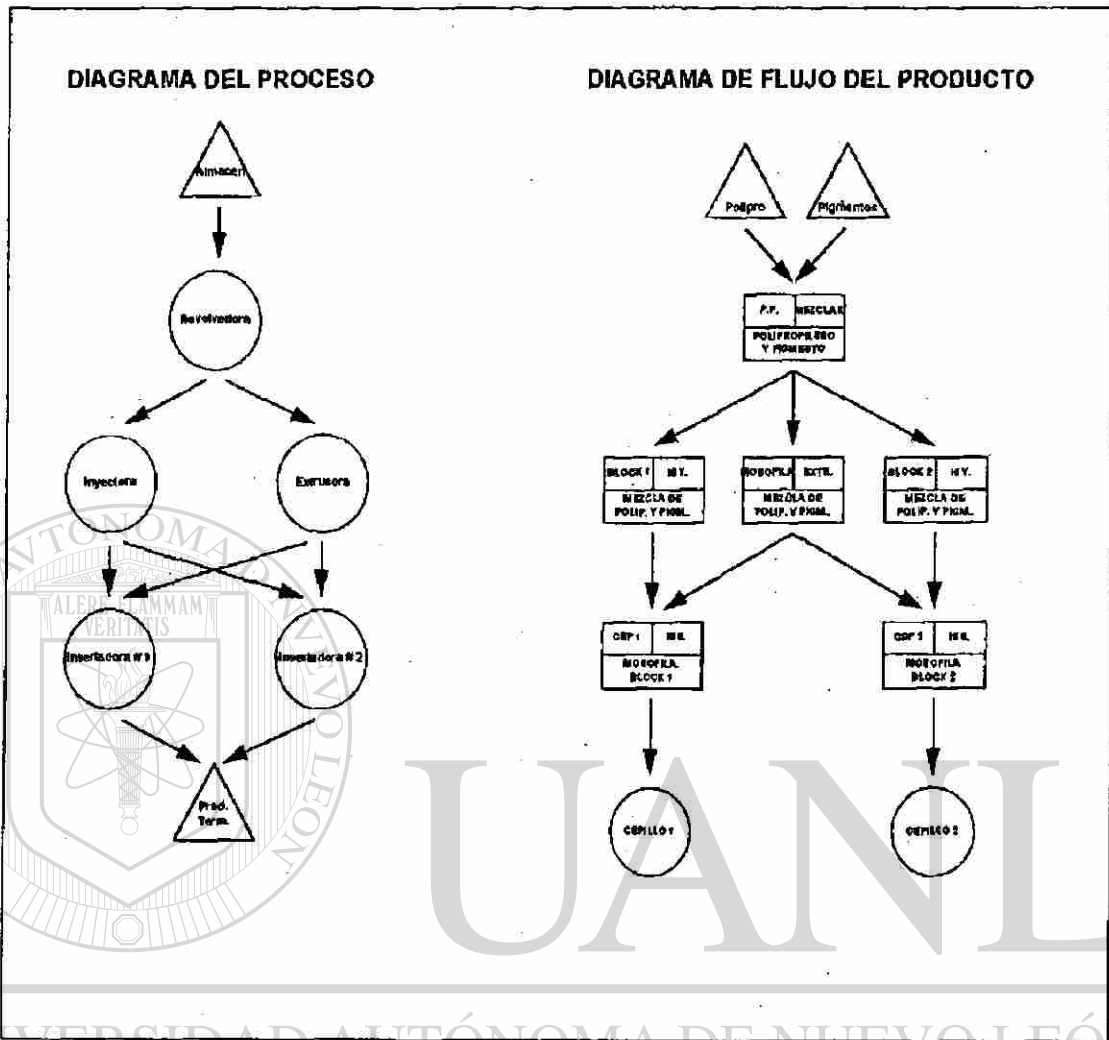 DIAGRAMA DEL PROCESO
Almacen
Revolvedora
Inyectora
Extrusora
Insertadora #1
Insertadora #2
Prod.
Term.
DIAGRAMA DE FLUJO DEL PRODUCTO
Polipro
Pigmentos
P.P. MEZCLAR
POLIPROPILENO
Y PIGMENTO
BLOCK 1 INY.
MEZCLA DE
POLIP. Y PIGM.
MONOFILA EXTR.
MEZCLA DE
POLIP. Y PIGM.
BLOCK 2 INY.
MEZCLA DE
POLIP. Y PIGM.
CEP 1 INS.
MONOFILA
BLOCK 1
CEP 2 INS.
MONOFILA
BLOCK 2
CEPILLO 1
CEPILLO 2
ALERE FLAMMAM
VERITATIS
UANL
UNIVERSIDAD AUTÓNOMA DE NUEVO LEÓN